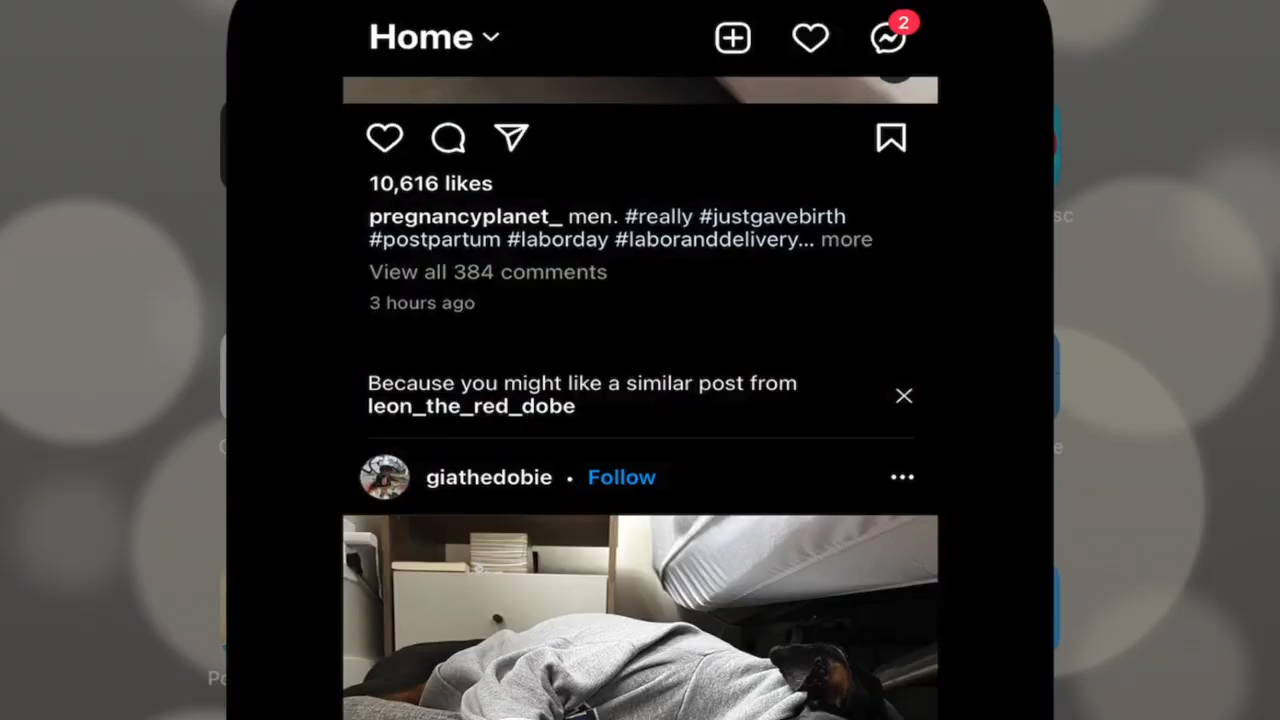 Home
2
10,616 likes
pregnancyplanet_ men. #really #justgavebirth
#postpartum #laborday #laboranddelivery... more
View all 384 comments
3 hours ago
Because you might like a similar post from
leon_the_red_dobe
giathedobie • Follow